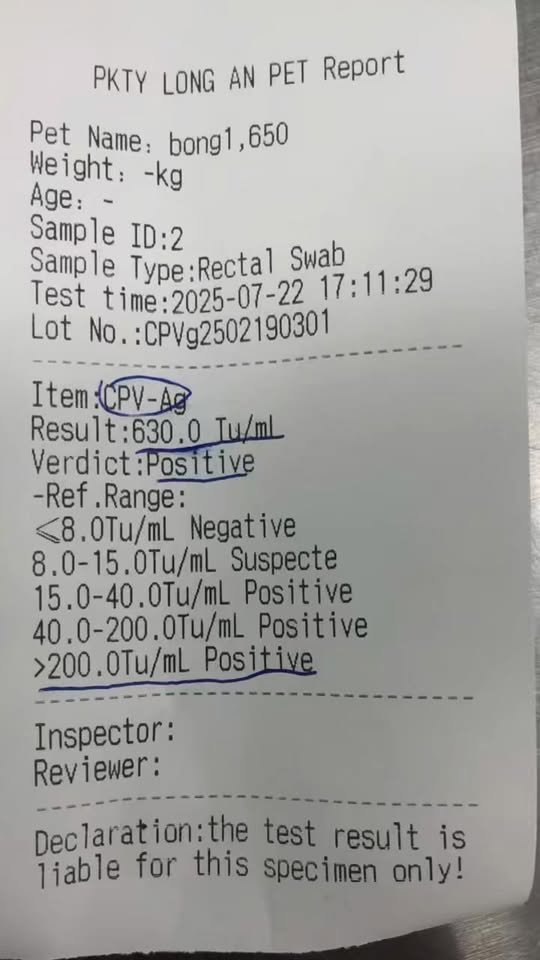 PKTY LONG AN PET Report
Pet Name: bong1,650
Weight: -kg
Age: -
Sample ID:2
Sample Type:Rectal Swab
Test time:2025-07-22 17:11:29
Lot No.:CPVg2502190301
Item:CPV-Ag
Result:630.0 Tu/mL
Verdict:Positive
-Ref.Range:
⩽8.0Tu/mL Negative
8.0-15.0Tu/mL Suspecte
15.0-40.0Tu/mL Positive
40.0-200.0Tu/mL Positive
>200.0Tu/mL Positive
Inspector:
Reviewer:
Declaration:the test result is
liable for this specimen only!